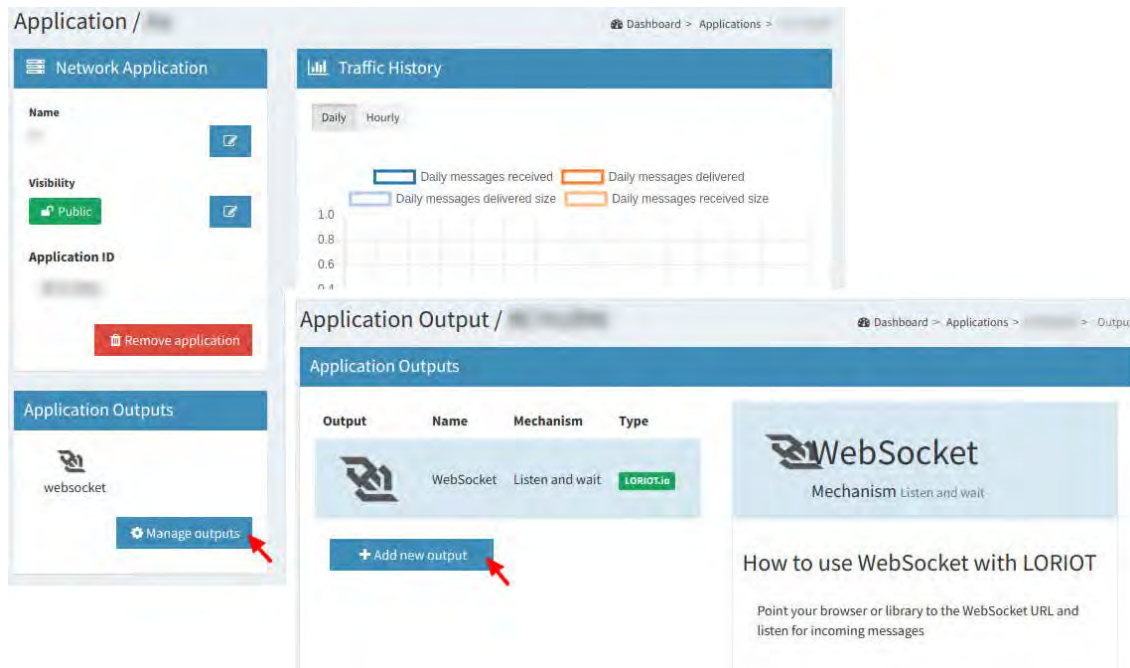 Application /
Dashboard > Applications >
Network Application
Name
Visibility
Public
Application ID
Remove application
Application Outputs
websocket
Manage outputs
Traffic History
Daily Hourly
Daily messages received Daily messages delivered
Daily messages delivered size Daily messages received size
1.0
0.8
0.6
Application Output /
Dashboard > Applications > > Outpu
Application Outputs
Output Name Mechanism Type
WebSocket Listen and wait LORIOT.io
Add new output
WebSocket
Mechanism Listen and wait
How to use WebSocket with LORIOT
Point your browser or library to the WebSocket URL and
listen for incoming messages